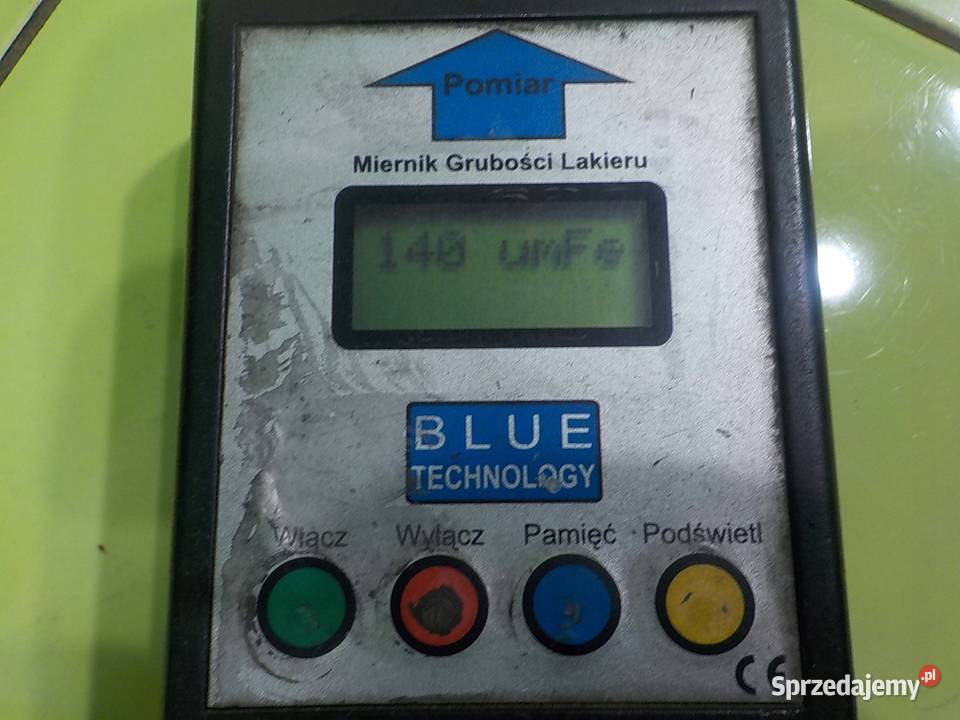 Pomiar
Miernik Grubości Lakieru
140 umFe
BLUE
TECHNOLOGY
Włącz Wyłącz Pamięć Podświetl
CE
Sprzedajemy.pl